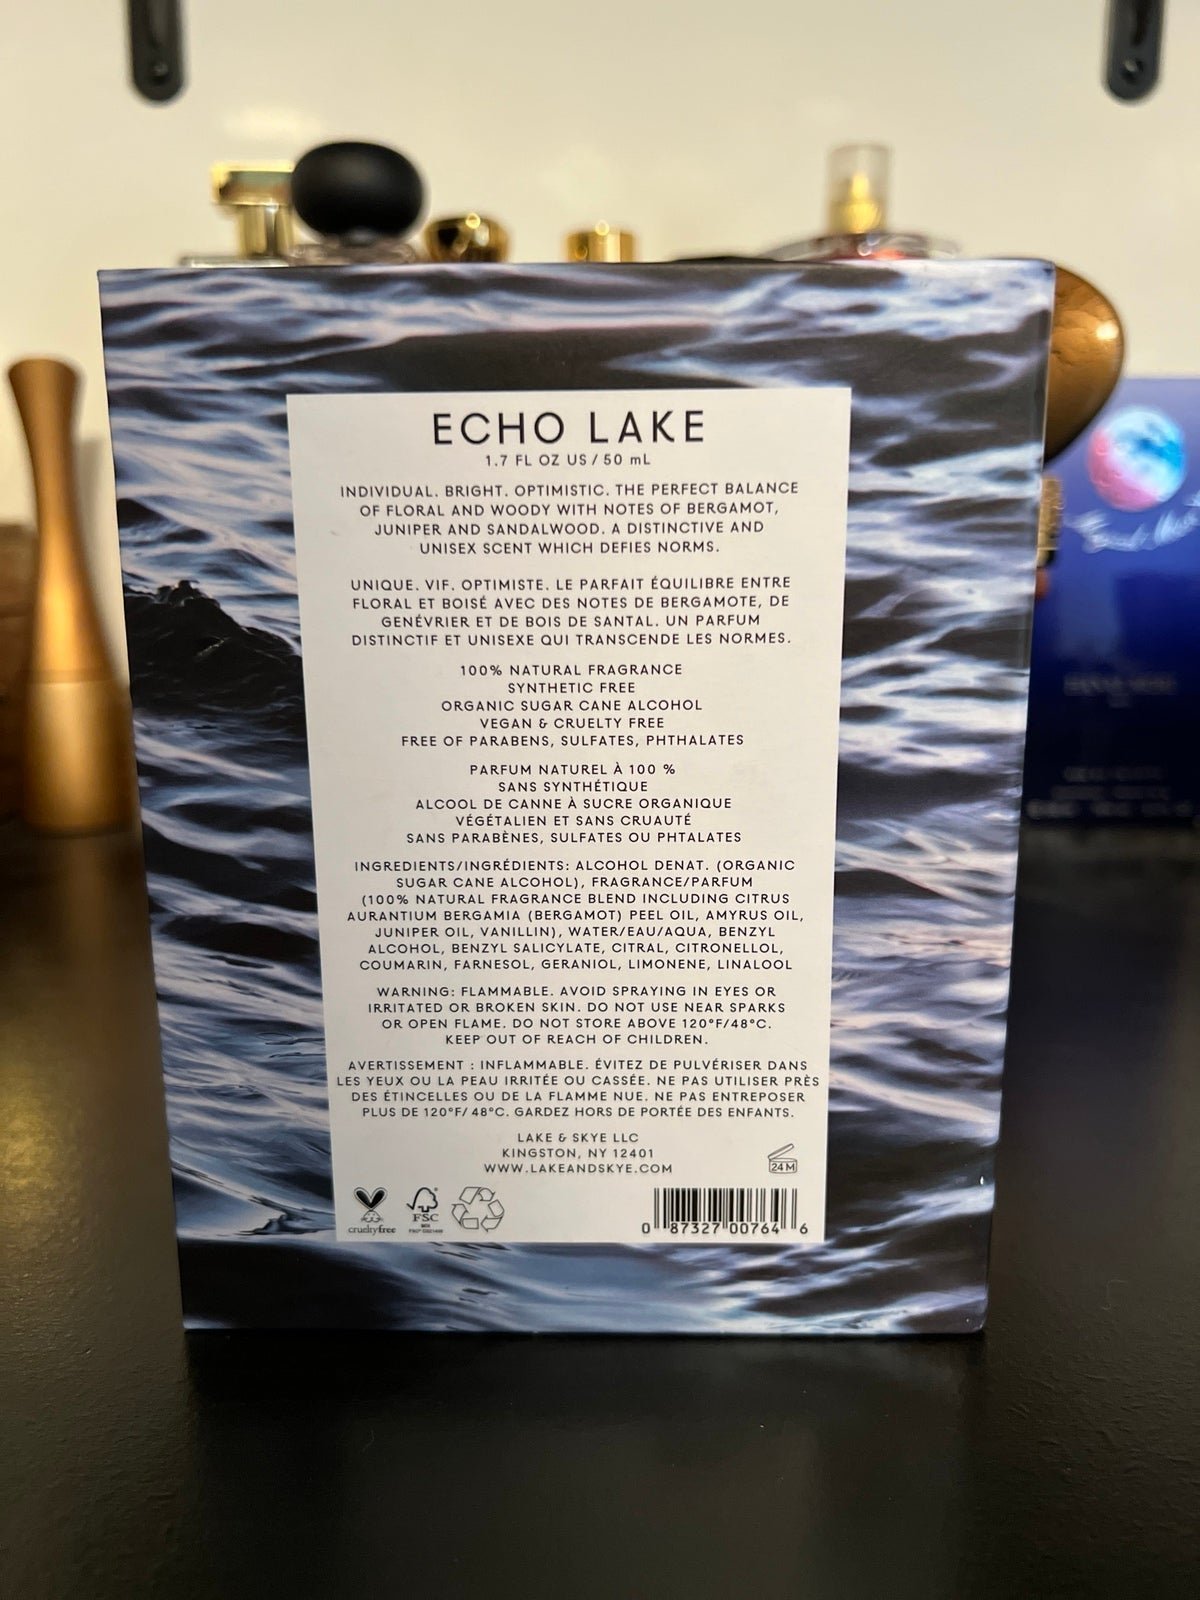 ECHO LAKE
1.7 FL OZ US / 50 mL
INDIVIDUAL. BRIGHT. OPTIMISTIC. THE PERFECT BALANCE
OF FLORAL AND WOODY WITH NOTES OF BERGAMOT,
JUNIPER AND SANDALWOOD. A DISTINCTIVE AND
UNISEX SCENT WHICH DEFIES NORMS.
UNIQUE. VIF. OPTIMISTE. LE PARFAIT ÉQUILIBRE ENTRE
FLORAL ET BOISÉ AVEC DES NOTES DE BERGAMOTE, DE
GENÉVRIER ET DE BOIS DE SANTAL. UN PARFUM
DISTINCTIF ET UNISEXE QUI TRANSCENDE LES NORMES.
100% NATURAL FRAGRANCE
SYNTHETIC FREE
ORGANIC SUGAR CANE ALCOHOL
VEGAN & CRUELTY FREE
FREE OF PARABENS, SULFATES, PHTHALATES
PARFUM NATUREL À 100 %
SANS SYNTHÉTIQUE
ALCOOL DE CANNE À SUCRE ORGANIQUE
VÉGÉTALIEN ET SANS CRUAUTÉ
SANS PARABÈNES, SULFATES OU PHTALATES
INGREDIENTS/INGRÉDIENTS: ALCOHOL DENAT. (ORGANIC
SUGAR CANE ALCOHOL), FRAGRANCE/PARFUM
(100% NATURAL FRAGRANCE BLEND INCLUDING CITRUS
AURANTIUM BERGAMIA (BERGAMOT) PEEL OIL, AMYRUS OIL,
JUNIPER OIL, VANILLIN), WATER/EAU/AQUA, BENZYL
ALCOHOL, BENZYL SALICYLATE, CITRAL, CITRONELLOL,
COUMARIN, FARNESOL, GERANIOL, LIMONENE, LINALOOL
WARNING: FLAMMABLE. AVOID SPRAYING IN EYES OR
IRRITATED OR BROKEN SKIN. DO NOT USE NEAR SPARKS
OR OPEN FLAME. DO NOT STORE ABOVE 120°F/48°C.
KEEP OUT OF REACH OF CHILDREN.
AVERTISSEMENT : INFLAMMABLE. ÉVITEZ DE PULVÉRISER DANS
LES YEUX OU LA PEAU IRRITÉE OU CASSÉE. NE PAS UTILISER PRÈS
DES ÉTINCELLES OU DE LA FLAMME NUE. NE PAS ENTREPOSER
PLUS DE 120°F/ 48°C. GARDEZ HORS DE PORTÉE DES ENFANTS.
LAKE & SKYE LLC
KINGSTON, NY 12401
WWW.LAKEANDSKYE.COM
24 M
crueltyfree
FSC
MIX
0 87327 00764 6